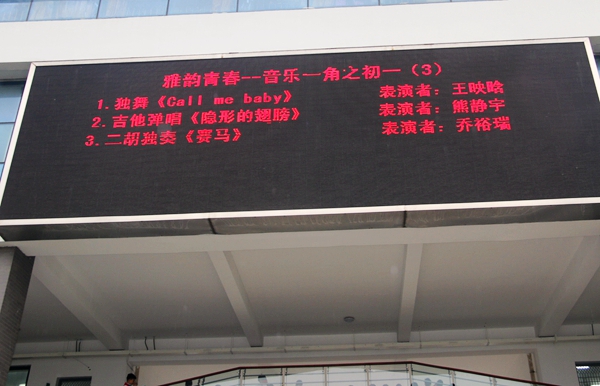 雅韵青春--音乐一角之初一（3）
1.独舞《Call me baby》 表演者：王映晗
2.吉他弹唱《隐形的翅膀》 表演者：熊静宇
3.二胡独奏《赛马》 表演者：乔裕瑞